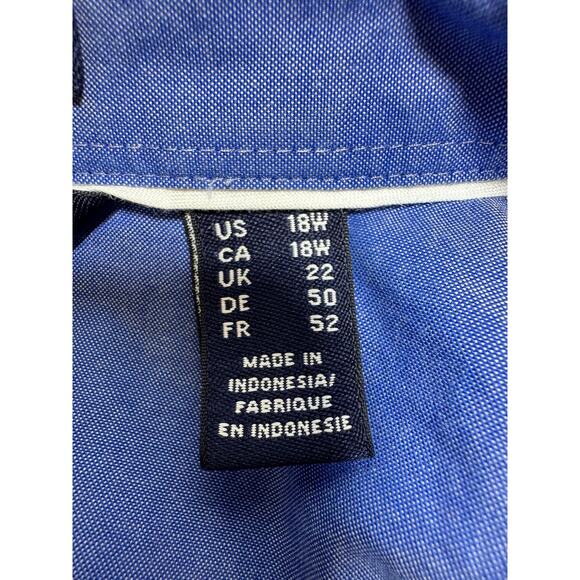 US 18W
CA 18W
UK 22
DE 50
FR 52
MADE IN
INDONESIA/
FABRIQUE
EN INDONESIE